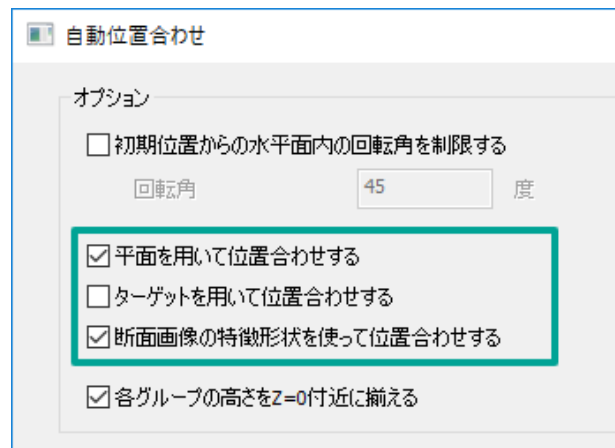 自動位置合わせ
オプション
初期位置からの水平面内の回転角を制限する
回転角 45 度
平面を用いて位置合わせする
ターゲットを用いて位置合わせする
断面画像の特徴形状を使って位置合わせする
各グループの高さをZ=0付近に揃える